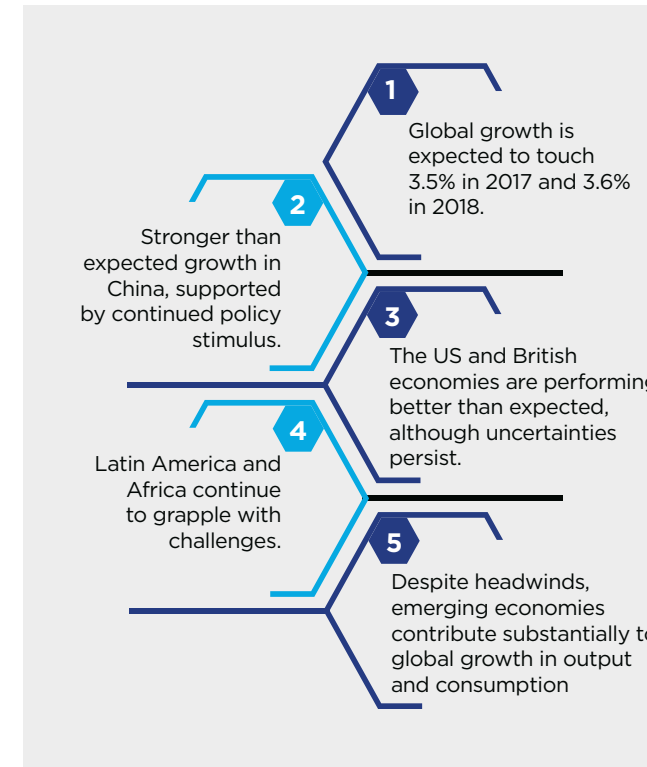 1
Global growth is
expected to touch
3.5% in 2017 and 3.6%
in 2018.
2
Stronger than
expected growth in
China, supported
by continued policy
stimulus.
3
The US and British
economies are performing
better than expected,
although uncertainties
persist.
4
Latin America and
Africa continue
to grapple with
challenges.
5
Despite headwinds,
emerging economies
contribute substantially to
global growth in output
and consumption